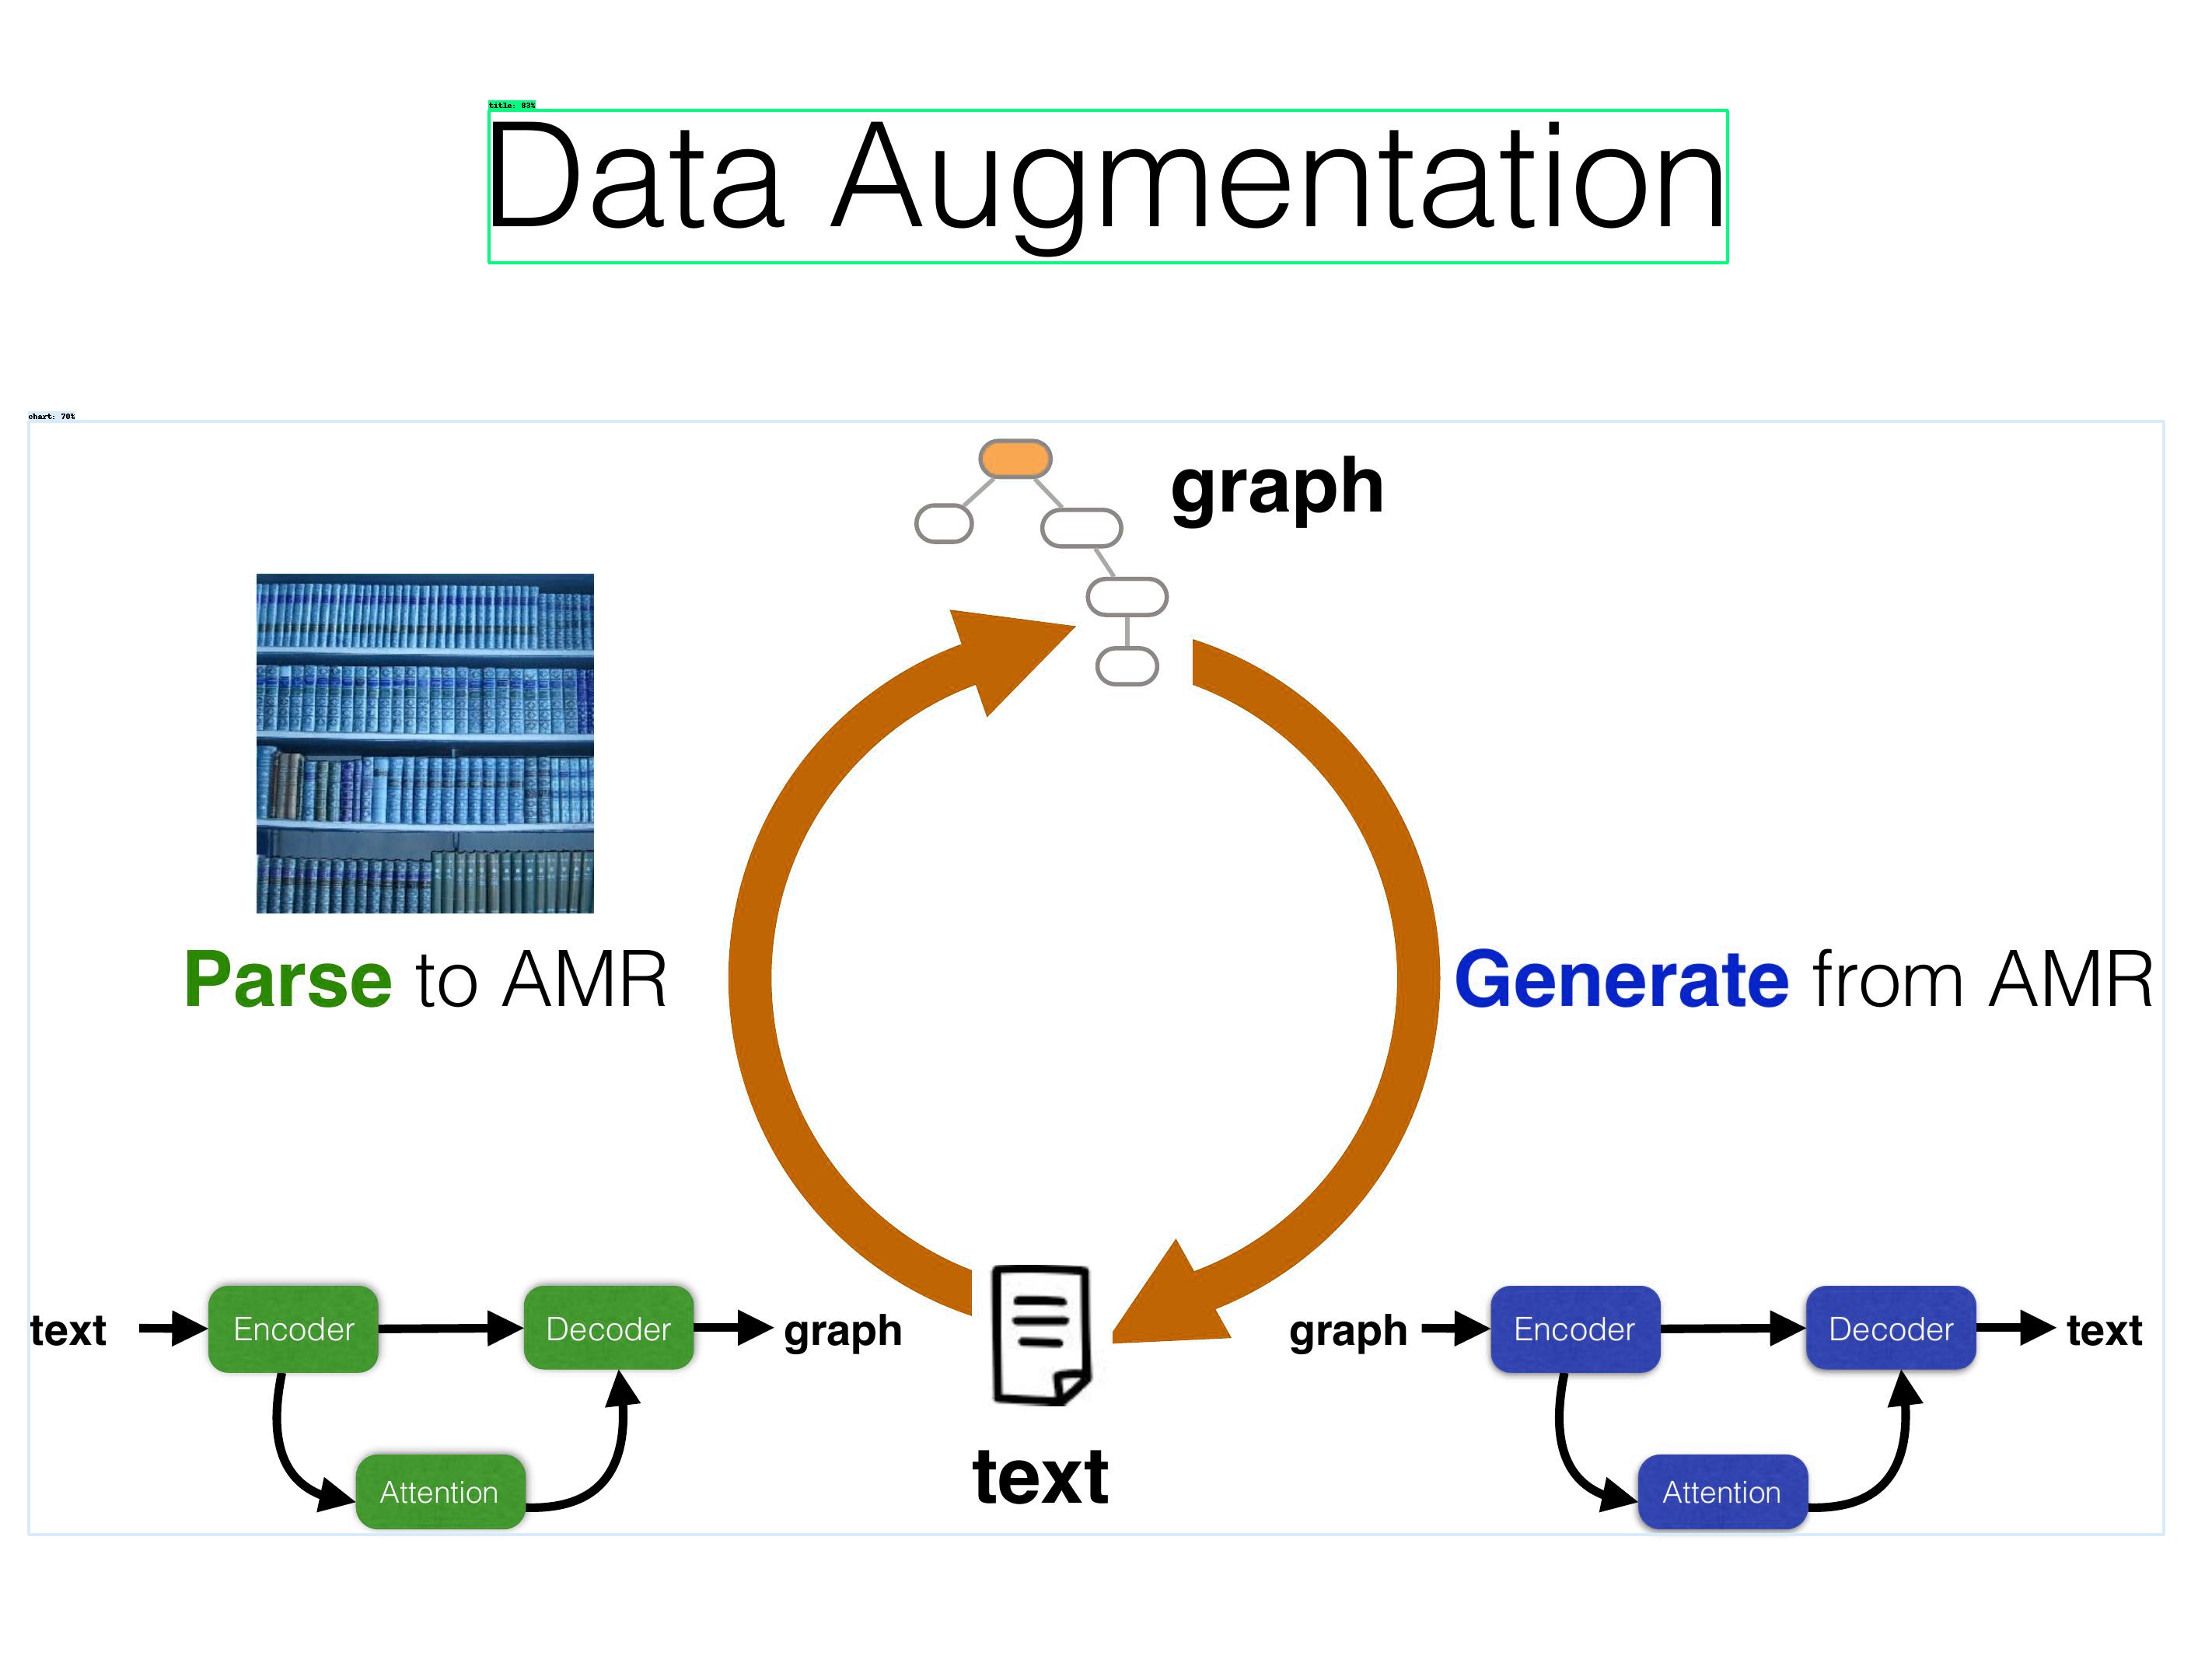 title: 83%
Data Augmentation
chart: 70%
graph
Parse to AMR
Generate from AMR
text
Encoder
Decoder
graph
Attention
text
graph
Encoder
Decoder
text
Attention